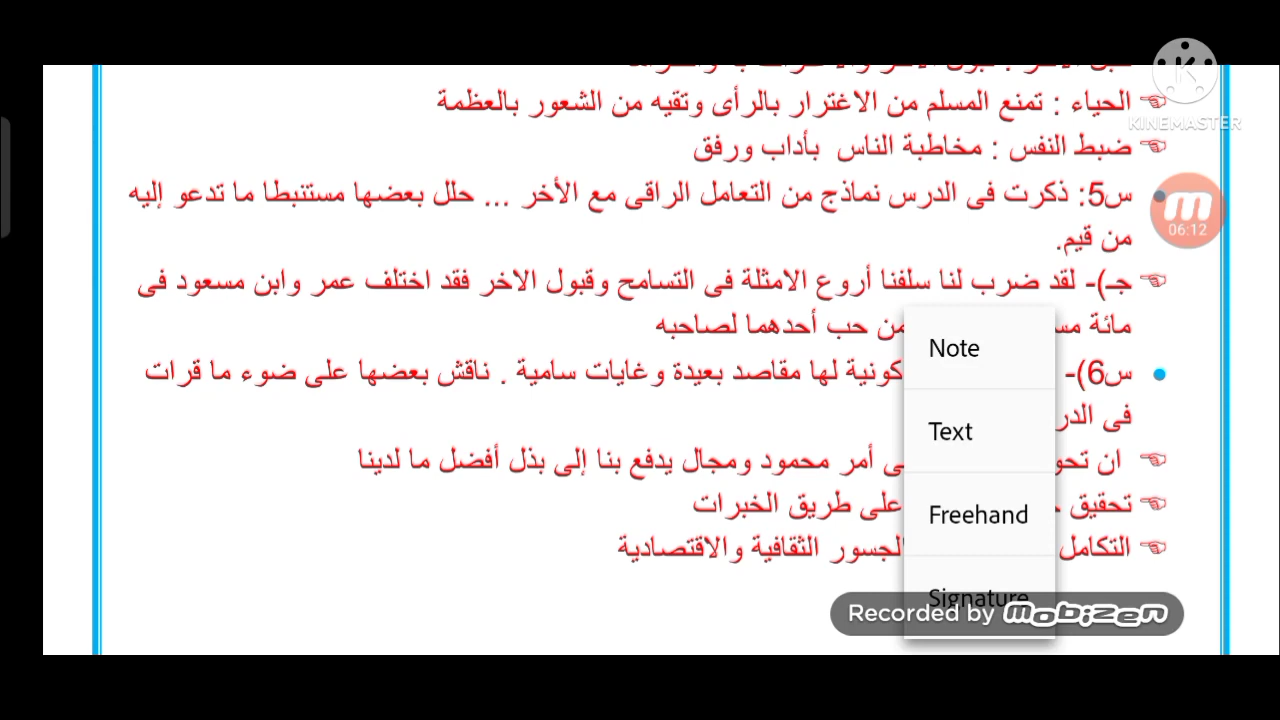 KINEMASTER
الحياء : تمنع المسلم من الاغترار بالرأى وتقيه من الشعور بالعظمة
ضبط النفس : مخاطبة الناس بأداب ورفق
س5: ذكرت فى الدرس نماذج من التعامل الراقى مع الأخر ... حلل بعضها مستنبطا ما تدعو إليه
06:12
من قيم.
جـ)- لقد ضرب لنا سلفنا أروع الامثلة فى التسامح وقبول الاخر فقد اختلف عمر وابن مسعود فى
مائة من حب أحدهما لصاحبه
Note
س6)- لها مقاصد بعيدة وغايات سامية . ناقش بعضها على ضوء ما قرات
فى
Text
ان أمر محمود ومجال يدفع بنا إلى بذل أفضل ما لدينا
تحقيق على طريق الخبرات
Freehand
التكامل الجسور الثقافية والاقتصادية
Signature
Recorded by mobizen